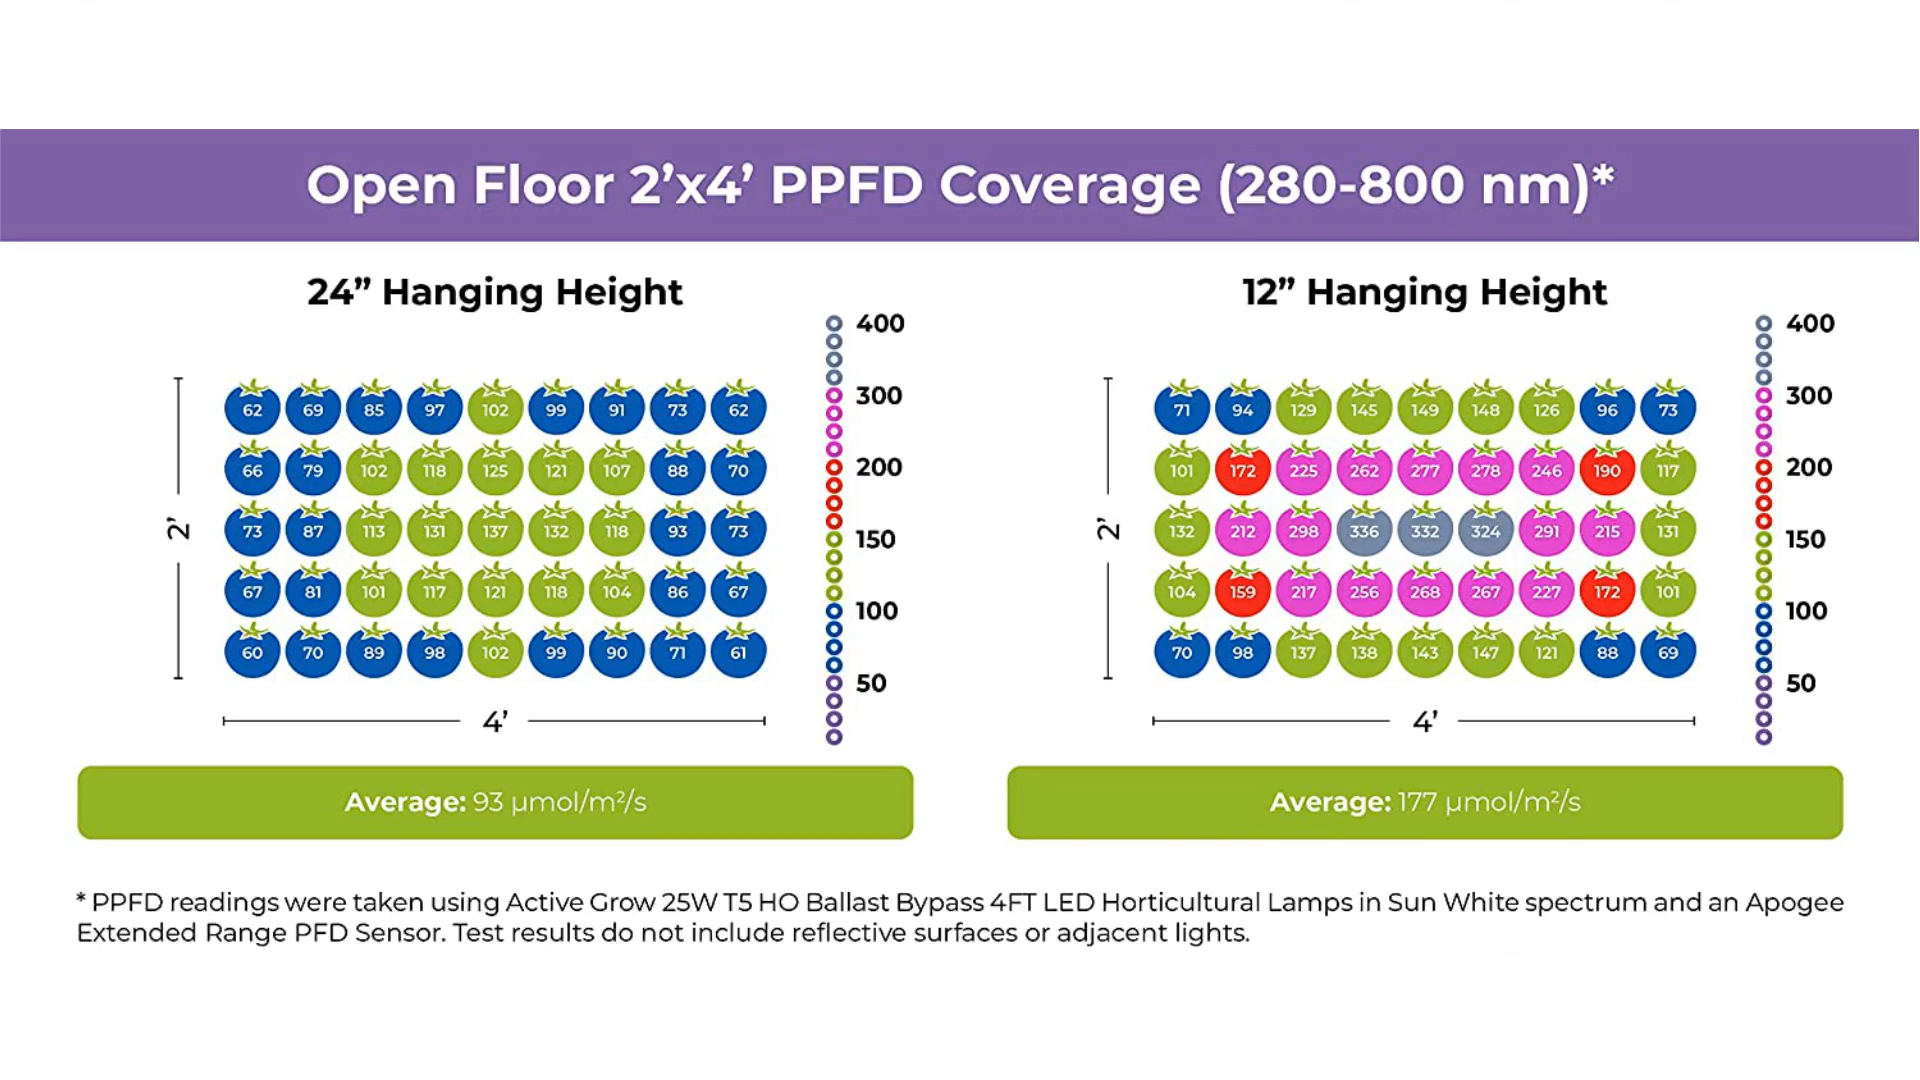 Open Floor 2’x4’ PPFD Coverage (280-800 nm)*
24” Hanging Height
400
300
200
150
100
50
2’
62 69 85 97 102 99 91 73 62
66 79 102 118 125 121 107 88 70
73 87 113 131 137 132 118 93 73
67 81 101 117 121 118 104 86 67
60 70 89 98 102 99 90 71 61
4’
Average: 93 μmol/m²/s
12” Hanging Height
400
300
200
150
100
50
2’
71 94 129 145 149 148 126 96 73
101 172 225 262 277 278 246 190 117
132 212 298 336 332 324 291 215 131
104 159 217 256 268 267 227 172 101
70 98 137 138 143 147 121 88 69
4’
Average: 177 μmol/m²/s
* PPFD readings were taken using Active Grow 25W T5 HO Ballast Bypass 4FT LED Horticultural Lamps in Sun White spectrum and an Apogee
Extended Range PFD Sensor. Test results do not include reflective surfaces or adjacent lights.